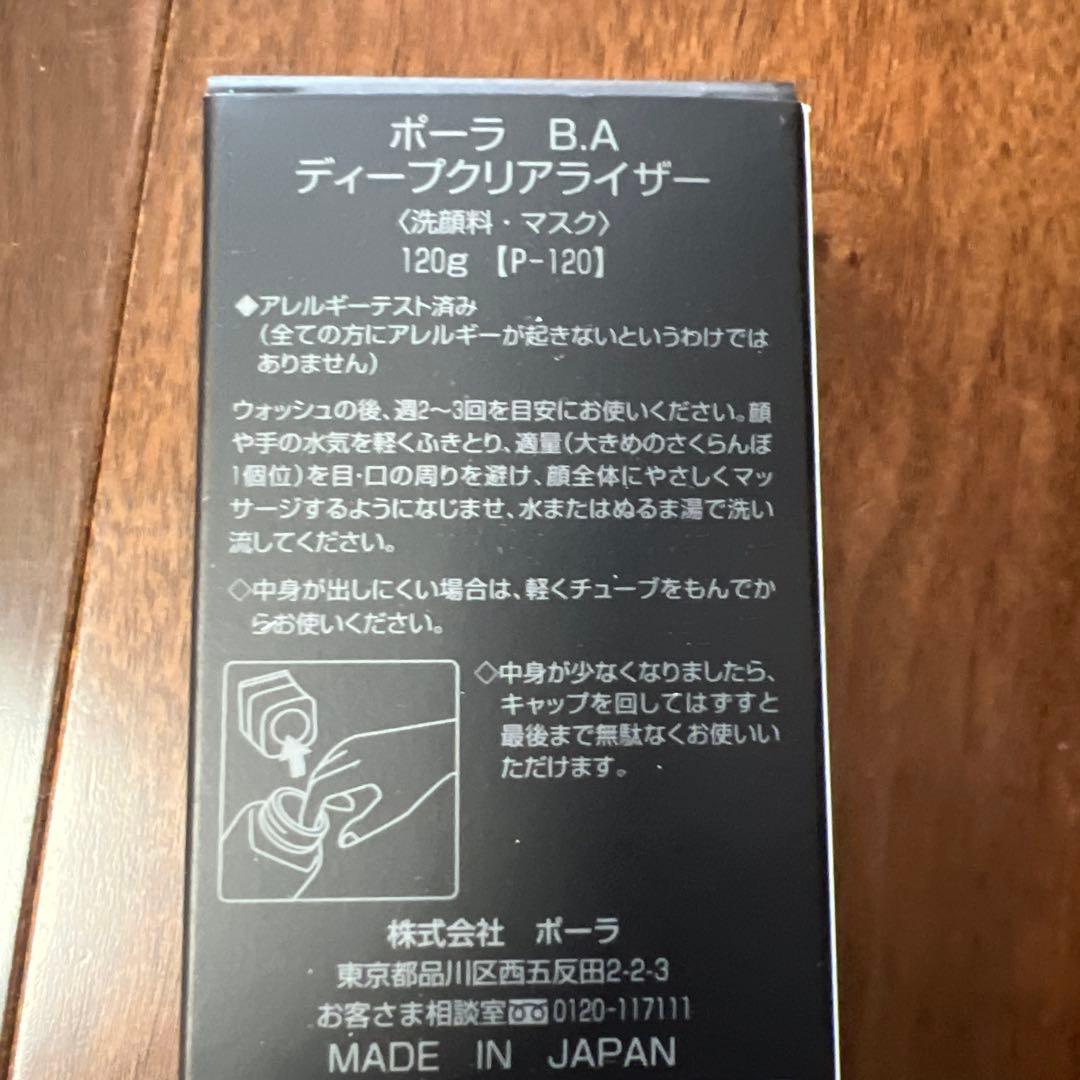 ポーラ B.A
ディープクリアライザー
〈洗顔料・マスク〉
120g 【P-120】
◆アレルギーテスト済み
(全ての方にアレルギーが起きないというわけでは
ありません)
ウォッシュの後、週2～3回を目安にお使いください。顔
や手の水気を軽くふきとり、適量(大きめのさくらんぼ
1個位)を目・口の周りを避け、顔全体にやさしくマッ
サージするようになじませ、水またはぬるま湯で洗い
流してください。
◇中身が出しにくい場合は、軽くチューブをもんでか
らお使いください。
◇中身が少なくなりましたら、
キャップを回してはずすと
最後まで無駄なくお使いい
ただけます。
株式会社 ポーラ
東京都品川区西五反田2-2-3
お客さま相談室 0120-117111
MADE IN JAPAN